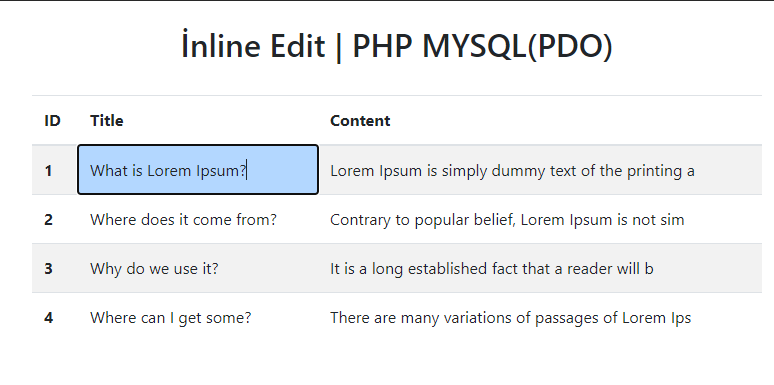 İnline Edit | PHP MYSQL(PDO)
ID Title Content
1 What is Lorem Ipsum? Lorem Ipsum is simply dummy text of the printing a
2 Where does it come from? Contrary to popular belief, Lorem Ipsum is not sim
3 Why do we use it? It is a long established fact that a reader will b
4 Where can I get some? There are many variations of passages of Lorem Ips